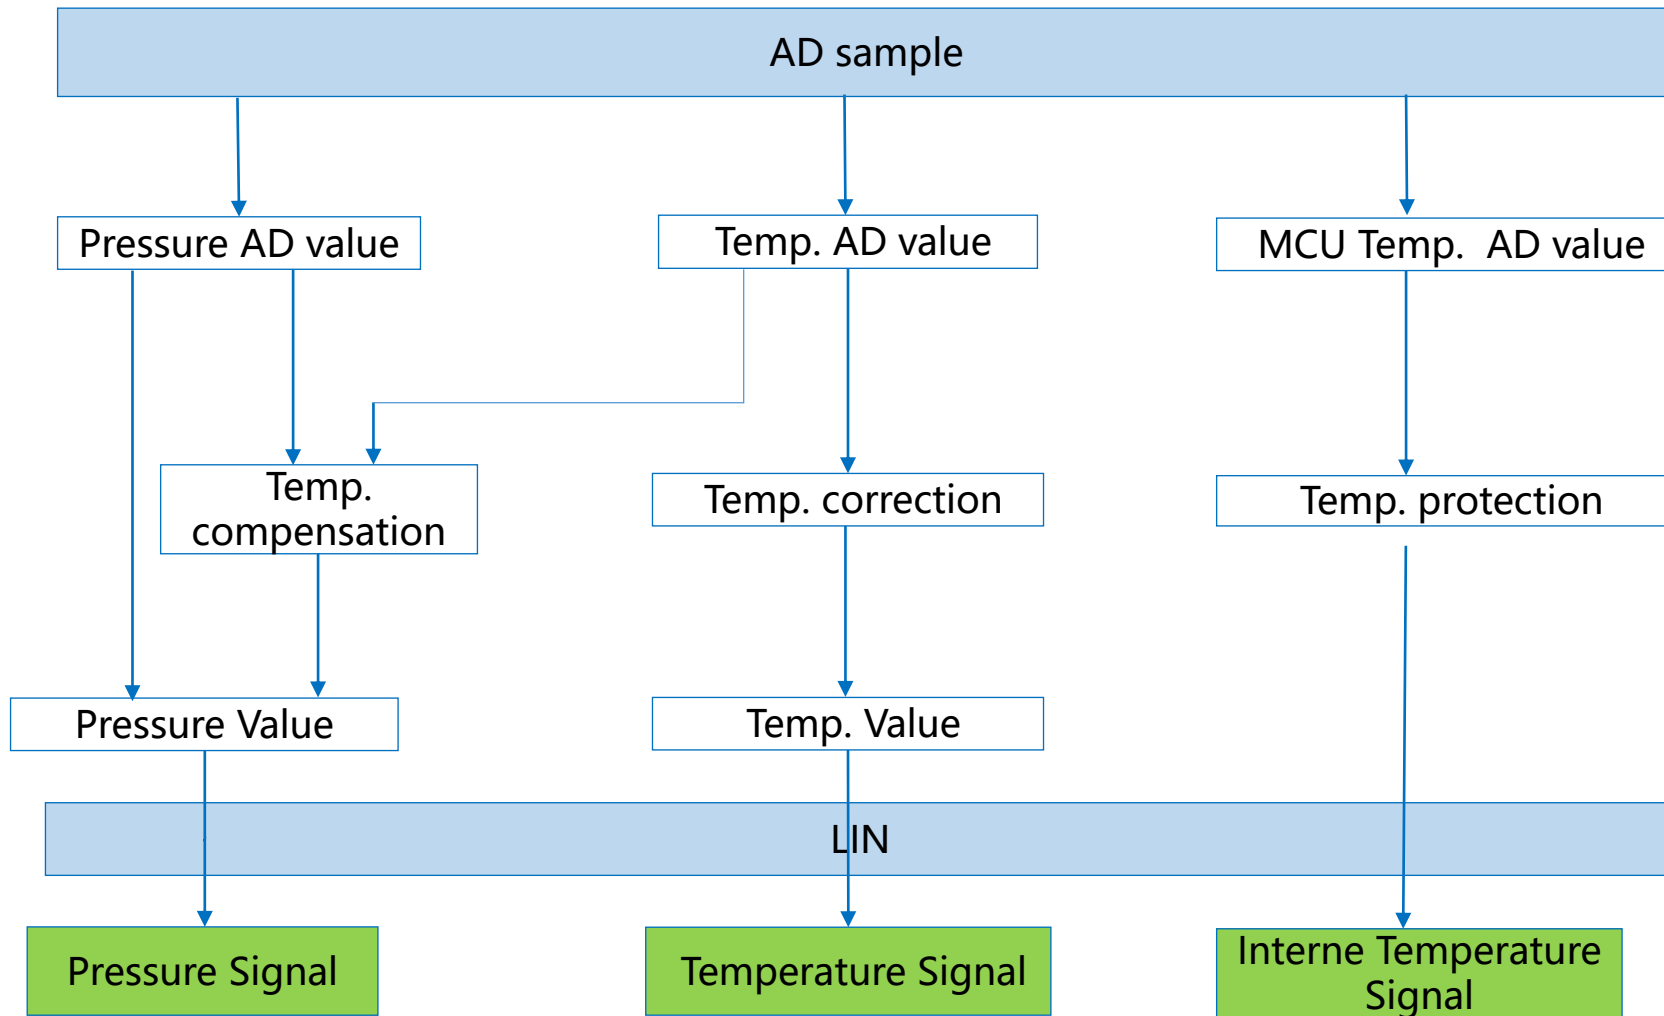 AD sample
Pressure AD value
Temp. AD value
MCU Temp.  AD value
Temp.
compensation
Temp. correction
Temp. protection
Pressure Value
Temp. Value
LIN
Pressure Signal
Temperature Signal
Interne Temperature
Signal